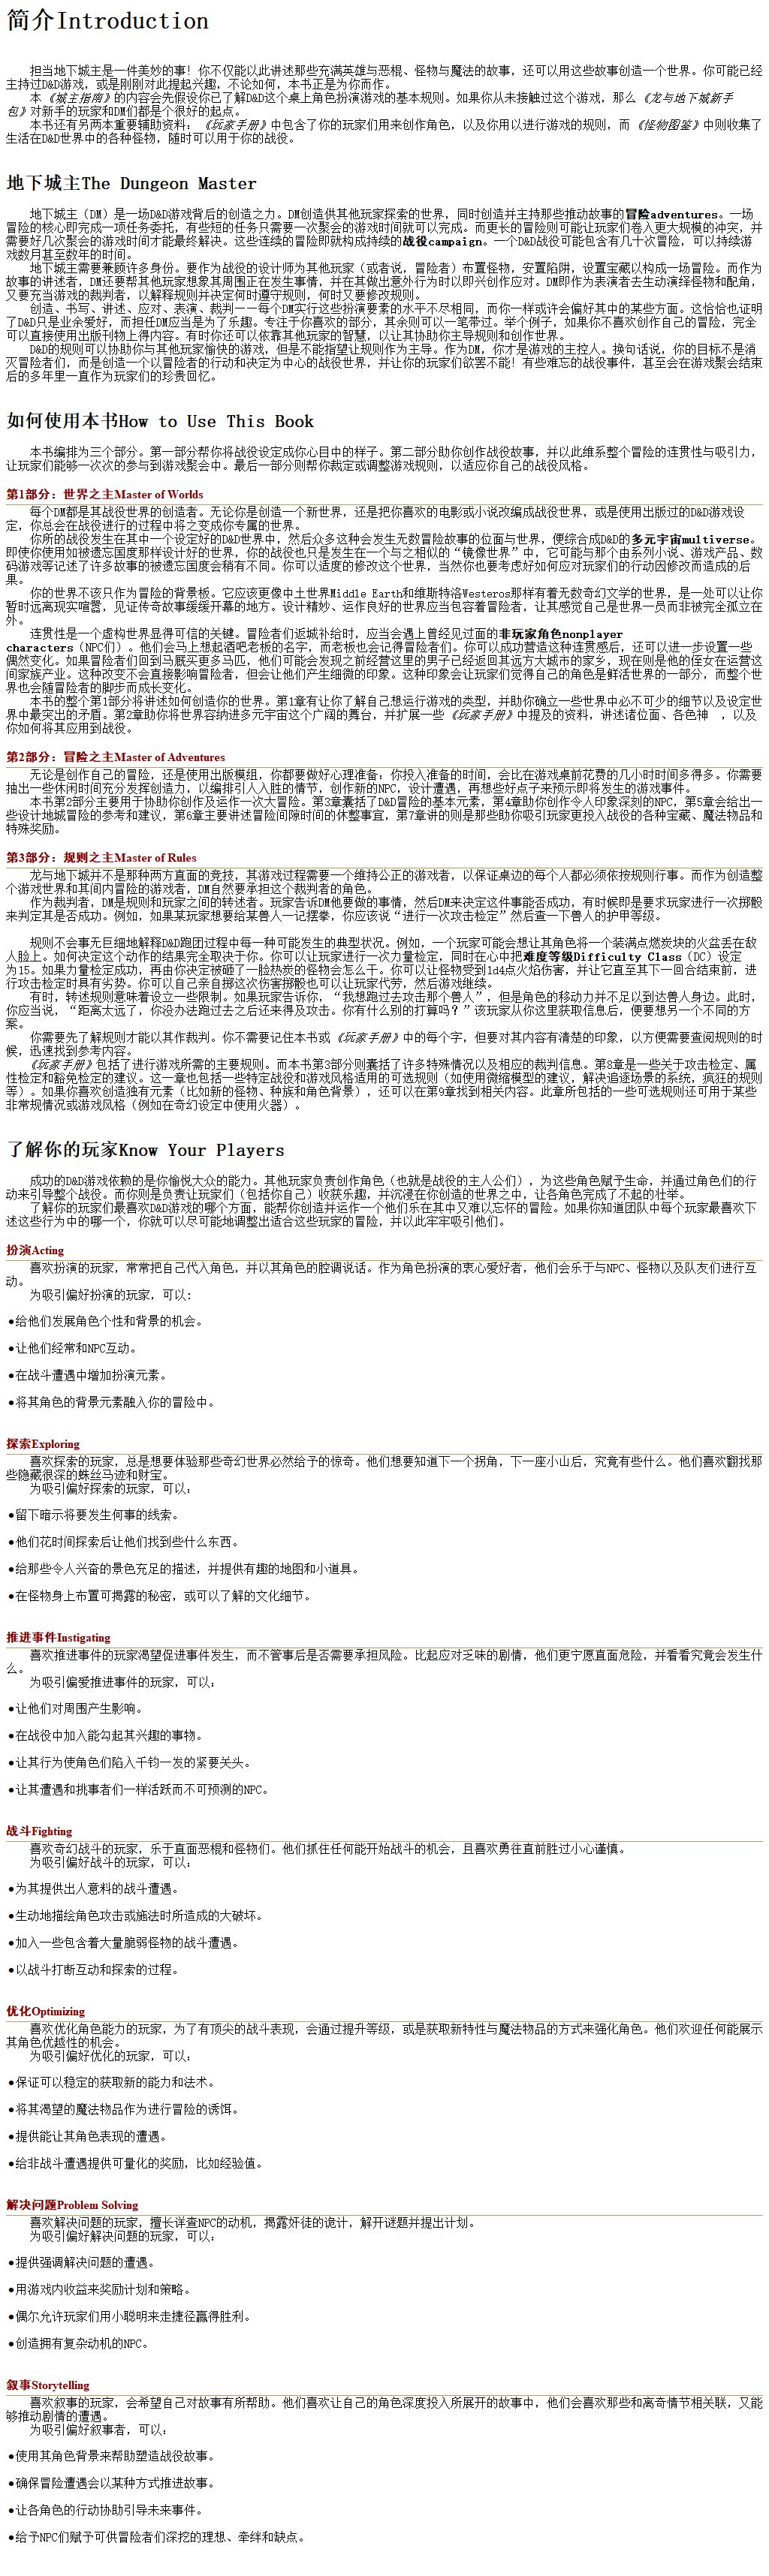 简介Introduction
担当地下城主是一件美妙的事！你不仅能以此讲述那些充满英雄与恶棍、怪物与魔法的故事，还可以用这些故事创造一个世界。你可能已经
主持过D&D游戏，或是刚刚对此提起兴趣，不论如何，本书正是为你而作。
本《城主指南》的内容会先假设你已了解D&D这个桌上角色扮演游戏的基本规则。如果你从未接触过这个游戏，那么《龙与地下城新手
包》对新手的玩家和DM们都是个很好的起点。
本书还有另两本重要辅助资料：《玩家手册》中包含了你的玩家们用来创作角色，以及你用以进行游戏的规则，而《怪物图鉴》中则收集了
生活在D&D世界中的各种怪物，随时可以用于你的战役。
地下城主The Dungeon Master
地下城主（DM）是一场D&D游戏背后的创造之力。DM创造供其他玩家探索的世界，同时创造并主持那些推动故事的冒险adventures。一场
冒险的核心即完成一项任务委托，有些短的任务只需要一次聚会的游戏时间就可以完成。而更长的冒险则可能让玩家们卷入更大规模的冲突，并
需要好几次聚会的游戏时间才能最终解决。这些连续的冒险即就构成持续的战役campaign。一个D&D战役可能包含有几十次冒险，可以持续游
戏数月甚至数年的时间。
地下城主需要兼顾许多身份。要作为战役的设计师为其他玩家（或者说，冒险者）布置怪物，安置陷阱，设置宝藏以构成一场冒险。而作为
故事的讲述者，DM还要帮其他玩家想象其周围正在发生事情，并在其做出意外行为时以即兴创作应对。DM即作为表演者去生动演绎怪物和配角，
又要充当游戏的裁判者，以解释规则并决定何时遵守规则，何时又要修改规则。
创造、书写、讲述、应对、表演、裁判——每个DM实行这些扮演要素的水平不尽相同，而你一样或许会偏好其中的某些方面。这恰恰也证明
了D&D只是业余爱好，而担任DM应当是为了乐趣。专注于你喜欢的部分，其余则可以一笔带过。举个例子，如果你不喜欢创作自己的冒险，完全
可以直接使用出版刊物上得内容。有时你还可以依靠其他玩家的智慧，以让其协助你主导规则和创作世界。
D&D的规则可以协助你与其他玩家愉快的游戏，但是不能指望让规则作为主导。作为DM，你才是游戏的主控人。换句话说，你的目标不是消
灭冒险者们，而是创造一个以冒险者的行动和决定为中心的战役世界，并让你的玩家们欲罢不能！有些难忘的战役事件，甚至会在游戏聚会结束
后的多年里一直作为玩家们的珍贵回忆。
如何使用本书How to Use This Book
本书编排为三个部分。第一部分帮你将战役设定成你心目中的样子。第二部分助你创作战役故事，并以此维系整个冒险的连贯性与吸引力，
让玩家们能够一次次的参与到游戏聚会中。最后一部分则帮你裁定或调整游戏规则，以适应你自己的战役风格。
第1部分：世界之主Master of Worlds
每个DM都是其战役世界的创造者。无论你是创造一个新世界，还是把你喜欢的电影或小说改编成战役世界，或是使用出版过的D&D游戏设
定，你总会在战役进行的过程中将之变成你专属的世界。
你所的战役发生在其中一个设定好的D&D世界中，然后众多这种会发生无数冒险故事的位面与世界，便综合成D&D的多元宇宙multiverse。
即使你使用如被遗忘国度那样设计好的世界，你的战役也只是发生在一个与之相似的“镜像世界”中，它可能与那个由系列小说、游戏产品、数
码游戏等记述了许多故事的被遗忘国度会稍有不同。你可以适度的修改这个世界，当然你也要考虑好如何应对玩家们的行动因修改而造成的后
果。
你的世界不该只作为冒险的背景板。它应该更像中土世界Middle Earth和维斯特洛Westeros那样有着无数奇幻文学的世界，是一处可以让你
暂时远离现实喧嚣，见证传奇故事缓缓开幕的地方。设计精妙、运作良好的世界应当包容着冒险者，让其感觉自己是世界一员而非被完全孤立在
外。
连贯性是一个虚构世界显得可信的关键。冒险者们返城补给时，应当会遇上曾经见过面的非玩家角色nonplayer
characters（NPC们）。他们会马上想起酒吧老板的名字，而老板也会记得冒险者们。你可以成功营造这种连贯感后，还可以进一步设置一些
偶然变化。如果冒险者们回到马厩买更多马匹，他们可能会发现之前经营这里的男子已经返回其远方大城市的家乡，现在则是他的侄女在运营这
间家族产业。这种改变不会直接影响冒险者，但会让他们产生细微的印象。这种印象会让玩家们觉得自己的角色是鲜活世界的一部分，而整个世
界也会随冒险者的脚步而成长变化。
本书的整个第1部分将讲述如何创造你的世界。第1章有让你了解自己想运行游戏的类型，并助你确立一些世界中必不可少的细节以及设定世
界中最突出的矛盾。第2章助你将世界容纳进多元宇宙这个广阔的舞台，并扩展一些《玩家手册》中提及的资料，讲述诸位面、各色神 ，以及
你如何将其应用到战役。
第2部分：冒险之主Master of Adventures
无论是创作自己的冒险，还是使用出版模组，你都要做好心理准备：你投入准备的时间，会比在游戏桌前花费的几小时时间多得多。你需要
抽出一些休闲时间充分发挥创造力，以编排引人入胜的情节，创作新的NPC，设计遭遇，再想些好点子来预示即将发生的游戏事件。
本书第2部分主要用于协助你创作及运作一次大冒险。第3章囊括了D&D冒险的基本元素，第4章助你创作令人印象深刻的NPC，第5章会给出一
些设计地城冒险的参考和建议，第6章主要讲述冒险间隙时间的休整事宜，第7章讲的则是那些助你吸引玩家更投入战役的各种宝藏、魔法物品和
特殊奖励。
第3部分：规则之主Master of Rules
龙与地下城并不是那种两方直面的竞技，其游戏过程需要一个维持公正的游戏者，以保证桌边的每个人都必须依按规则行事。而作为创造整
个游戏世界和其间内冒险的游戏者，DM自然要承担这个裁判者的角色。
作为裁判者，DM是规则和玩家之间的转述者。玩家告诉DM他要做的事情，然后DM来决定这件事能否成功，有时候即是要求玩家进行一次掷骰
来判定其是否成功。例如，如果某玩家想要给某兽人一记摆拳，你应该说“进行一次攻击检定”然后查一下兽人的护甲等级。
规则不会事无巨细地解释D&D跑团过程中每一种可能发生的典型状况。例如，一个玩家可能会想让其角色将一个装满点燃炭块的火盆丢在敌
人脸上。如何决定这个动作的结果完全取决于你。你可以让玩家进行一次力量检定，同时在心中把难度等级Difficulty Class（DC）设定
为15。如果力量检定成功，再由你决定被砸了一脸热炭的怪物会怎么干。你可以让怪物受到1d4点火焰伤害，并让它直至其下一回合结束前，进
行攻击检定时具有劣势。你可以自己亲自掷这次伤害掷骰也可以让玩家代劳，然后游戏继续。
有时，转述规则意味着设立一些限制。如果玩家告诉你，“我想跑过去攻击那个兽人”，但是角色的移动力并不足以到达兽人身边。此时，
你应当说，“距离太远了，你没办法跑过去之后还来得及攻击。你有什么别的打算吗？”该玩家从你这里获取信息后，便要想另一个不同的方
案。
你需要先了解规则才能以其作裁判。你不需要记住本书或《玩家手册》中的每个字，但要对其内容有清楚的印象，以方便需要查阅规则的时
候，迅速找到参考内容。
《玩家手册》包括了进行游戏所需的主要规则。而本书第3部分则囊括了许多特殊情况以及相应的裁判信息。第8章是一些关于攻击检定、属
性检定和豁免检定的建议。这一章也包括一些特定战役和游戏风格适用的可选规则（如使用微缩模型的建议，解决追逐场景的系统，疯狂的规则
等）。如果你喜欢创造独有元素（比如新的怪物、种族和角色背景），还可以在第9章找到相关内容。此章所包括的一些可选规则还可用于某些
非常规情况或游戏风格（例如在奇幻设定中使用火器）。
了解你的玩家Know Your Players
成功的D&D游戏依赖的是你愉悦大众的能力。其他玩家负责创作角色（也就是战役的主人公们），为这些角色赋予生命，并通过角色们的行
动来引导整个战役。而你则是负责让玩家们（包括你自己）收获乐趣，并沉浸在你创造的世界之中，让各角色完成了不起的壮举。
了解你的玩家们最喜欢D&D游戏的哪个方面，能帮你创造并运作一个他们乐在其中又难以忘怀的冒险。如果你知道团队中每个玩家最喜欢下
述这些行为中的哪一个，你就可以尽可能地调整出适合这些玩家的冒险，并以此牢牢吸引他们。
扮演Acting
喜欢扮演的玩家，常常把自己代入角色，并以其角色的腔调说话。作为角色扮演的衷心爱好者，他们会乐于与NPC、怪物以及队友们进行互
动。
为吸引偏好扮演的玩家，可以：
●给他们发展角色个性和背景的机会。
●让他们经常和NPC互动。
●在战斗遭遇中增加扮演元素。
●将其角色的背景元素融入你的冒险中。
探索Exploring
喜欢探索的玩家，总是想要体验那些奇幻世界必然给予的惊奇。他们想要知道下一个拐角，下一座小山后，究竟有些什么。他们喜欢翻找那
些隐藏很深的蛛丝马迹和财宝。
为吸引偏好探索的玩家，可以：
●留下暗示将要发生何事的线索。
●他们花时间探索后让他们找到些什么东西。
●给那些令人兴奋的景色充足的描述，并提供有趣的地图和小道具。
●在怪物身上布置可揭露的秘密，或可以了解的文化细节。
推进事件Instigating
喜欢推进事件的玩家渴望促进事件发生，而不管事后是否需要承担风险。比起应对乏味的剧情，他们更宁愿直面危险，并看看究竟会发生什
么。
为吸引偏爱推进事件的玩家，可以：
●让他们对周围产生影响。
●在战役中加入能勾起其兴趣的事物。
●让其行为使角色们陷入千钧一发的紧要关头。
●让其遭遇和挑事者们一样活跃而不可预测的NPC。
战斗Fighting
喜欢奇幻战斗的玩家，乐于直面恶棍和怪物们。他们抓住任何能开始战斗的机会，且喜欢勇往直前胜过小心谨慎。
为吸引偏好战斗的玩家，可以：
●为其提供出人意料的战斗遭遇。
●生动地描绘角色攻击或施法时所造成的大破坏。
●加入一些包含着大量脆弱怪物的战斗遭遇。
●以战斗打断互动和探索的过程。
优化Optimizing
喜欢优化角色能力的玩家，为了有顶尖的战斗表现，会通过提升等级，或是获取新特性与魔法物品的方式来强化角色。他们欢迎任何能展示
其角色优越性的机会。
为吸引偏好优化的玩家，可以：
●保证可以稳定的获取新的能力和法术。
●将其渴望的魔法物品作为进行冒险的诱饵。
●提供能让其角色表现的遭遇。
●给非战斗遭遇提供可量化的奖励，比如经验值。
解决问题Problem Solving
喜欢解决问题的玩家，擅长详查NPC的动机，揭露奸徒的诡计，解开谜题并提出计划。
为吸引偏好解决问题的玩家，可以：
●提供强调解决问题的遭遇。
●用游戏内收益来奖励计划和策略。
●偶尔允许玩家们用小聪明来走捷径赢得胜利。
●创造拥有复杂动机的NPC。
叙事Storytelling
喜欢叙事的玩家，会希望自己对故事有所帮助。他们喜欢让自己的角色深度投入所展开的故事中，他们会喜欢那些和离奇情节相关联，又能
够推动剧情的遭遇。
为吸引偏好叙事者，可以：
●使用其角色背景来帮助塑造战役故事。
●确保冒险遭遇会以某种方式推进故事。
●让各角色的行动协助引导未来事件。
●给予NPC们赋予可供冒险者们深挖的理想、牵绊和缺点。